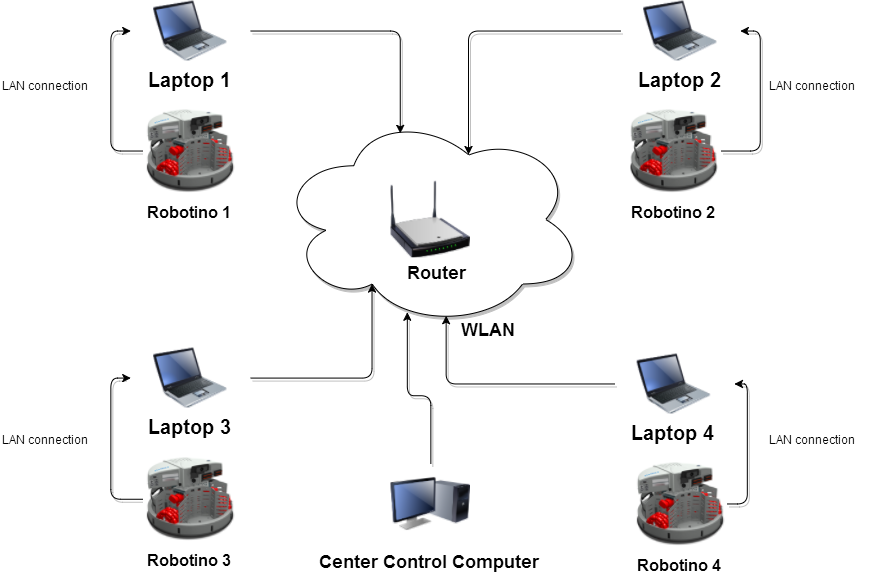 Laptop 1
Laptop 2
LAN connection
LAN connection
Robotino 1
Robotino 2
Router
WLAN
Laptop 3
Laptop 4
LAN connection
LAN connection
Robotino 3
Center Control Computer
Robotino 4